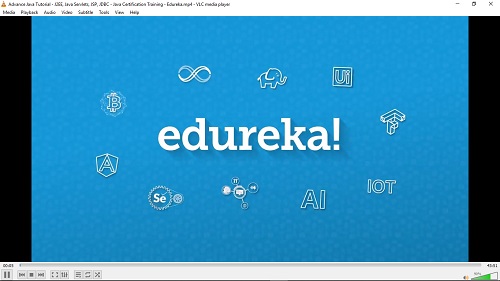 Advance Java Tutorial - J2EE, Java Servlets, JSP, JDBC - Java Certification Training - Edureka.mp4 - VLC media player
Media Playback Audio Video Subtitle Tools View Help
Ui
edureka!
Se
AI
IOT
00:03
43:51